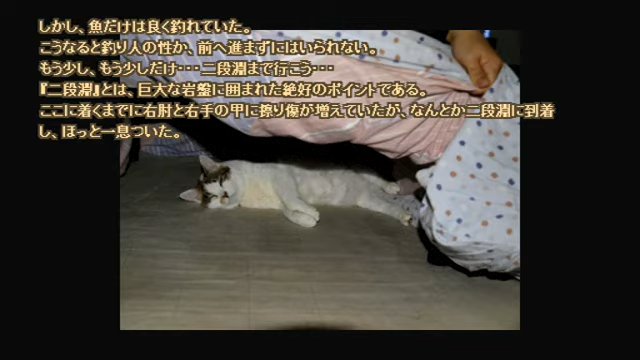 しかし、魚だけは良く釣れていた。
こうなると釣り人の性か、前へ進まずにはいられない。
もう少し、もう少しだけ･･･二段淵まで行こう･･･
『二段淵』とは、巨大な岩盤に囲まれた絶好のポイントである。
ここに着くまでに右肘と右手の甲に擦り傷が増えていたが、なんとか二段淵に到着
し、ほっと一息ついた。